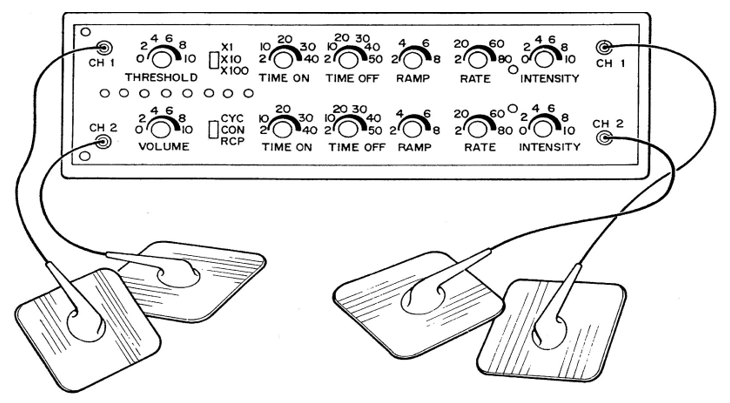 CH 1
0 2 4 6 8 10
THRESHOLD
X1
X10
X100
2 10 20 30 40
TIME ON
2 10 20 30 40 50
TIME OFF
2 4 6 8
RAMP
2 20 60 80
RATE
0 2 4 6 8 10
INTENSITY
CH 1
CH 2
0 2 4 6 8 10
VOLUME
CYC
CON
RCP
2 10 20 30 40
TIME ON
2 10 20 30 40 50
TIME OFF
2 4 6 8
RAMP
2 20 60 80
RATE
0 2 4 6 8 10
INTENSITY
CH 2